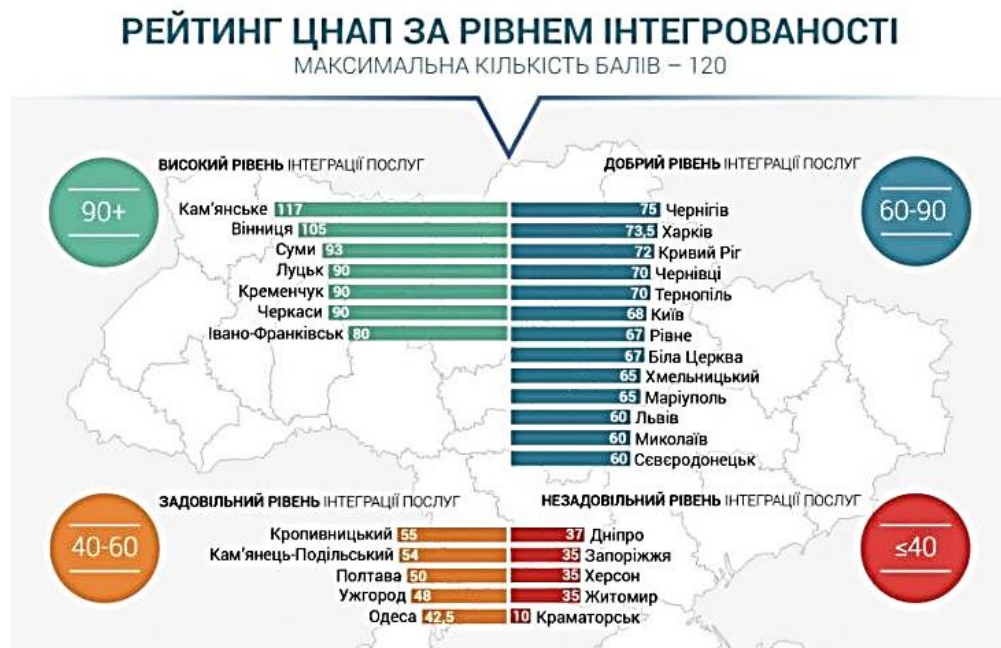 РЕЙТИНГ ЦНАП ЗА РІВНЕМ ІНТЕГРОВАНОСТІ
МАКСИМАЛЬНА КІЛЬКІСТЬ БАЛІВ – 120
90+
ВИСОКИЙ РІВЕНЬ ІНТЕГРАЦІЇ ПОСЛУГ
Кам'янське 117
Вінниця 105
Суми 93
Луцьк 90
Кременчук 90
Черкаси 90
Івано-Франківськ 80
ДОБРИЙ РІВЕНЬ ІНТЕГРАЦІЇ ПОСЛУГ
60-90
75 Чернігів
73,5 Харків
72 Кривий Ріг
70 Чернівці
70 Тернопіль
68 Київ
67 Рівне
67 Біла Церква
65 Хмельницький
65 Маріуполь
60 Львів
60 Миколаїв
60 Сєвєродонецьк
40-60
ЗАДОВІЛЬНИЙ РІВЕНЬ ІНТЕГРАЦІЇ ПОСЛУГ
Кропивницький 55
Кам'янець-Подільський 54
Полтава 50
Ужгород 48
Одеса 42,5
НЕЗАДОВІЛЬНИЙ РІВЕНЬ ІНТЕГРАЦІЇ ПОСЛУГ
≤40
37 Дніпро
35 Запоріжжя
35 Херсон
35 Житомир
10 Краматорськ